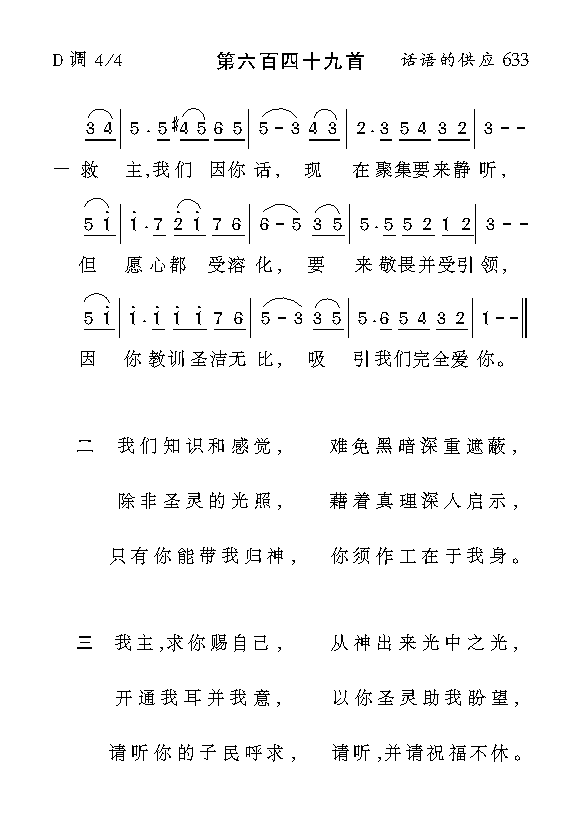 D 调 4/4 第六百四十九首 话语的供应 633
3 4 | 5 . 5 #4 5 6 5 | 5 - 3 4 3 | 2 . 3 5 4 3 2 | 3 - -
一 救 主,我们 因你 话, 现 在 聚集要来静 听,
5 i | i . 7 2̇ i 7 6 | 6 - 5 3 5 | 5 . 5 5 2 1 2 | 3 - -
但 愿 心都 受溶 化, 要 来 敬畏并受引 领,
5 i | i . i i i 7 6 | 5 - 3 3 5 | 5 . 6 5 4 3 2 | 1 - - ‖
因 你 教训圣洁无 比, 吸 引我们完全爱 你。
二 我们知识和感觉, 难免黑暗深重遮蔽,
除非圣灵的光照, 藉着真理深入启示,
只有你能带我归神, 你须作工在于我身。
三 我主,求你赐自己, 从神出来光中之光,
开通我耳并我意, 以你圣灵助我盼望,
请听你的子民呼求, 请听,并请祝福不休。